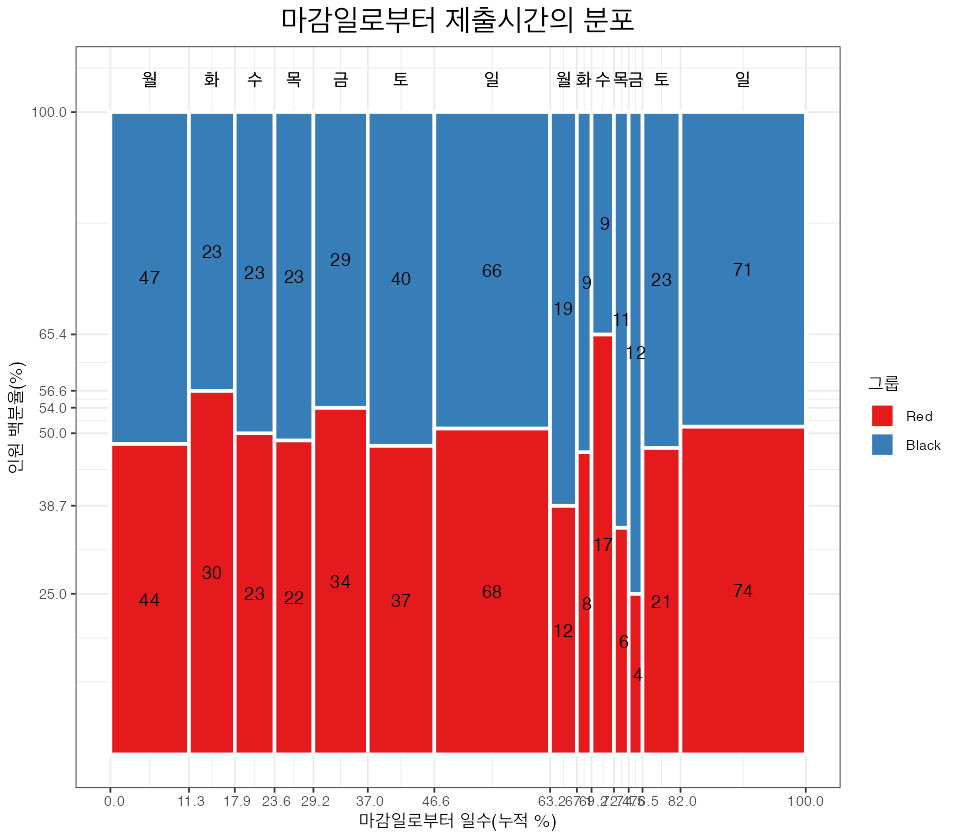 마감일로부터 제출시간의 분포
월 화 수 목 금 토 일 월 화 수 목 금 토 일
100.0
65.4
56.6
54.0
50.0
38.7
25.0
인원 백분율(%)
47 23 23 23 29 40 66 19 9 9 11 12 23 71
44 30 23 22 34 37 68 12 8 17 6 4 21 74
그룹
Red
Black
0.0 11.3 17.9 23.6 29.2 37.0 46.6 63.2 82.0 100.0
마감일로부터 일수(누적 %)